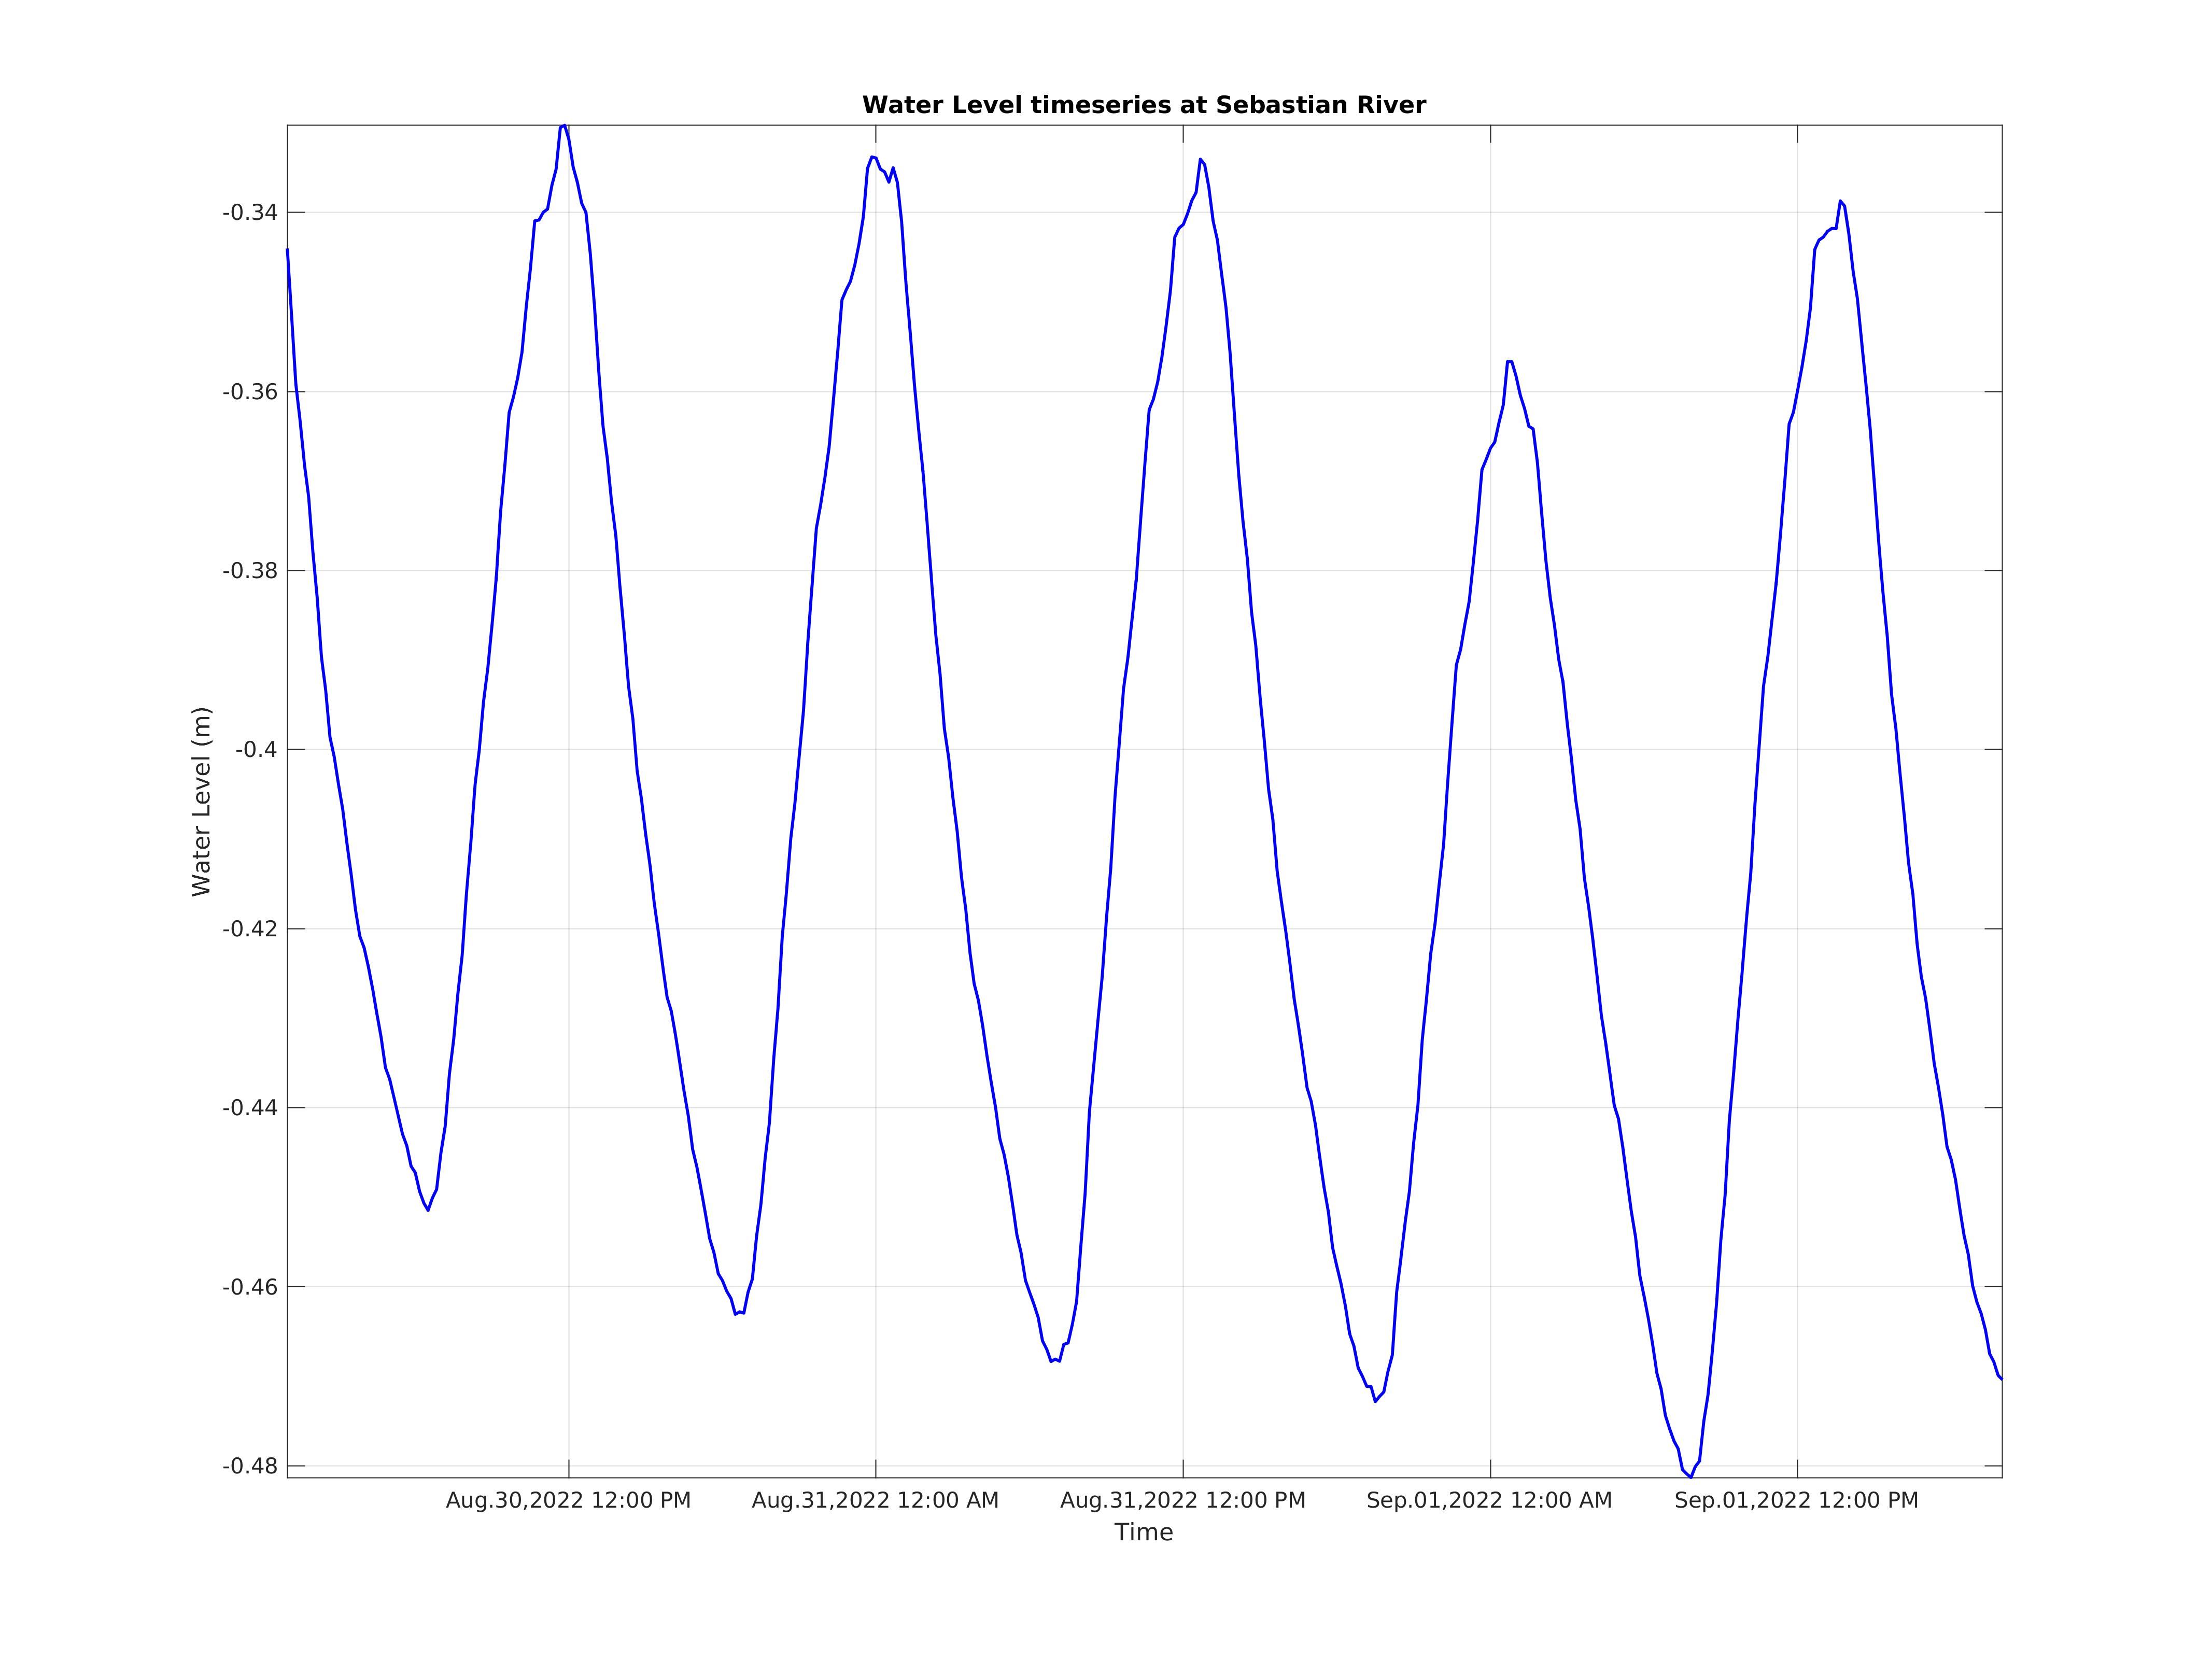 Water Level timeseries at Sebastian River
-0.34
-0.36
-0.38
-0.4
-0.42
-0.44
-0.46
-0.48
Water Level (m)
Aug.30,2022 12:00 PM
Aug.31,2022 12:00 AM
Aug.31,2022 12:00 PM
Sep.01,2022 12:00 AM
Sep.01,2022 12:00 PM
Time